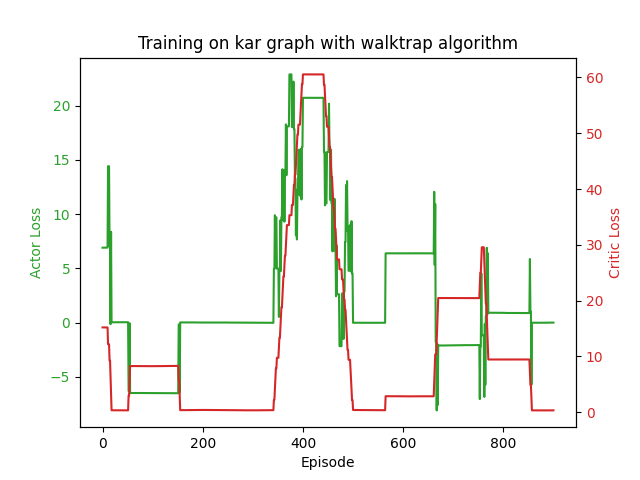 Training on kar graph with walktrap algorithm
Actor Loss
20
15
10
5
0
−5
60
50
40
30
20
10
0
Critic Loss
0 200 400 600 800
Episode